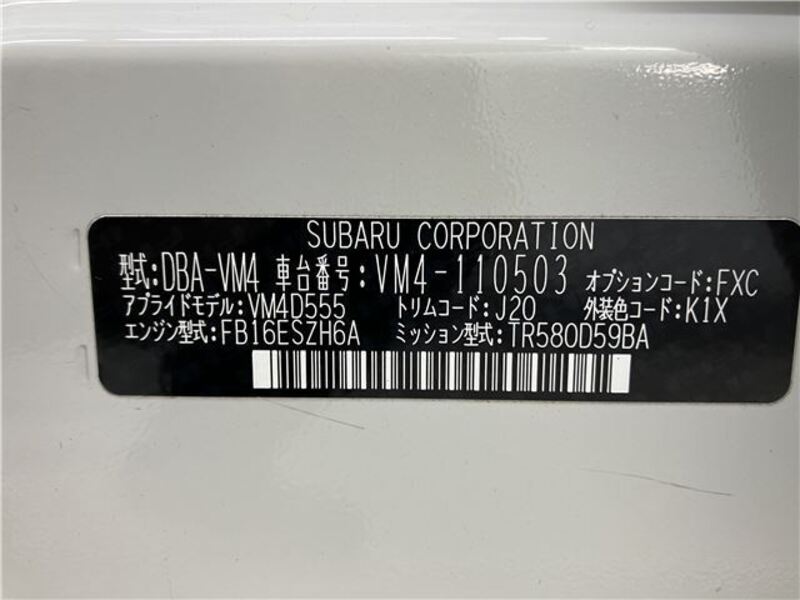 SUBARU CORPORATION
型式:DBA-VM4 車台番号:VM4-110503 オプションコード:FXC
アプライドモデル:VM4D555 トリムコード:J20 外装色コード:K1X
エンジン型式:FB16ESZH6A ミッション型式:TR580D59BA